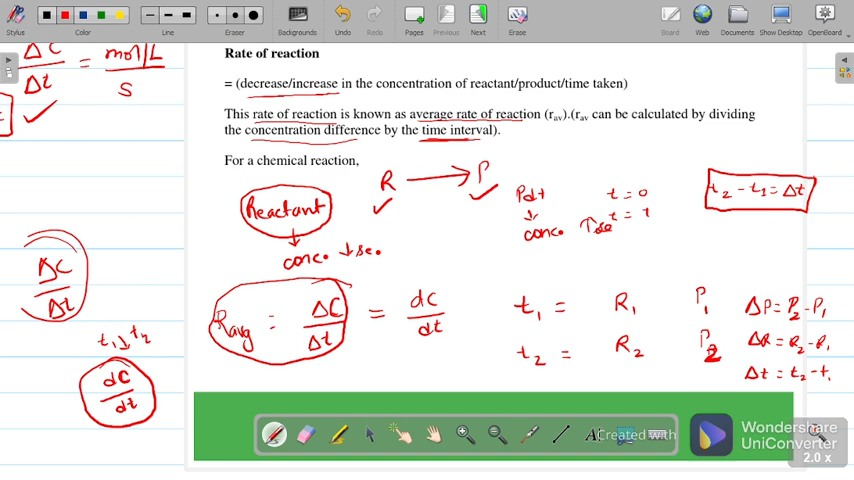 Stylus
Color
Line
Eraser
Backgrounds
Undo
Redo
Pages
Previous
Next
Erase
Board
Web
Documents
Show Desktop
OpenBoard
ΔC
Δt
= mol/L
S
Rate of reaction
= (decrease/increase in the concentration of reactant/product/time taken)
This rate of reaction is known as average rate of reaction (rav).(rav can be calculated by dividing
the concentration difference by the time interval).
For a chemical reaction,
R → P
Reactant
↓
conc. ↓se.
Pdt t = 0
↓ t = t
conc. ↑se
t2 - t1 = Δt
ΔC
Δt
t1 ↓ t2
dC
dt
Ravg = ΔC/Δt = dC/dt
t1 = R1 P1 ΔP = P2 - P1
t2 = R2 P2 ΔR = R2 - R1
Δt = t2 - t1
Created with
Wondershare
UniConverter
2.0 x